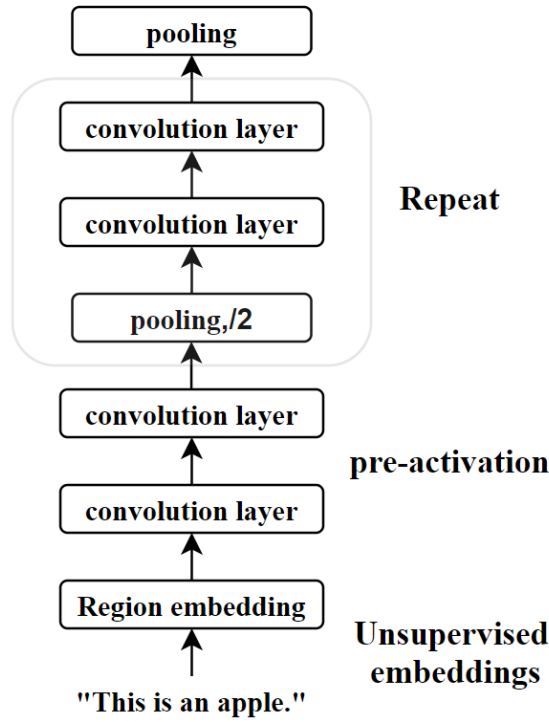 pooling
convolution layer
convolution layer
Repeat
pooling,/2
convolution layer
pre-activation
convolution layer
Region embedding
Unsupervised
embeddings
"This is an apple."